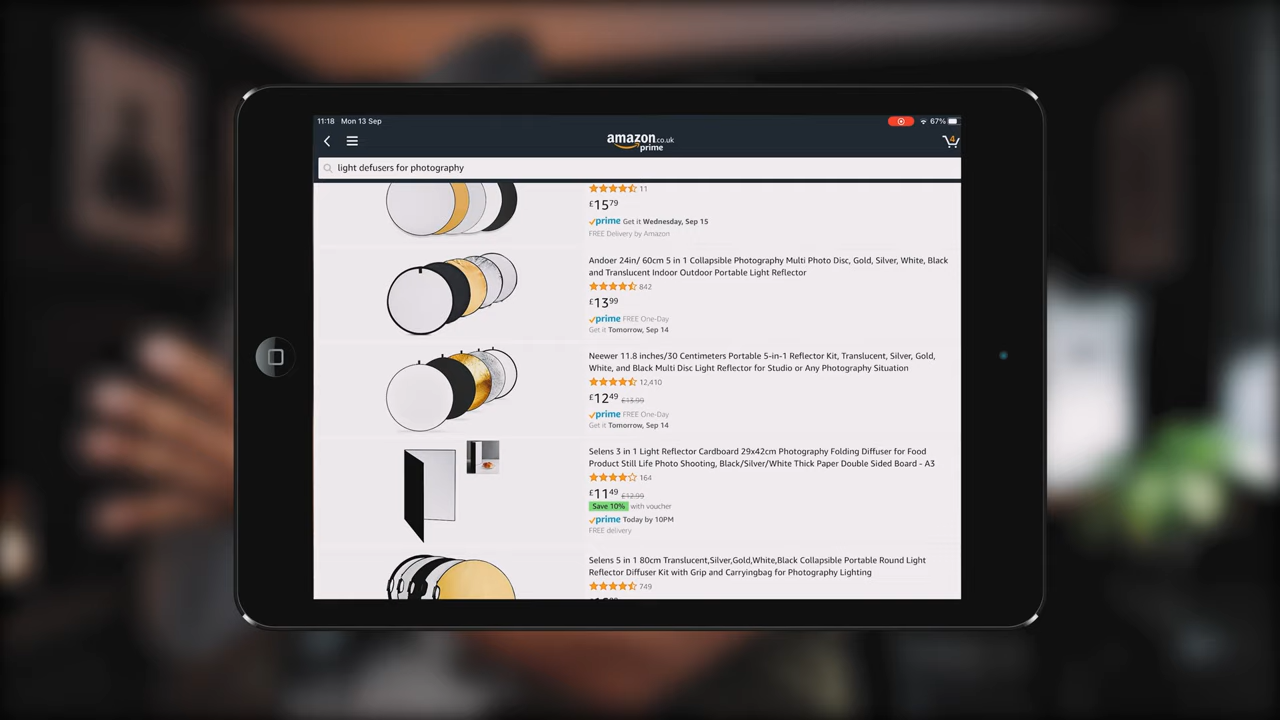 11:18 Mon 13 Sep
67%
amazon.co.uk
prime
4
light defusers for photography
11
£1579
prime Get it Wednesday, Sep 15
FREE Delivery by Amazon
Andoer 24in/ 60cm 5 in 1 Collapsible Photography Multi Photo Disc, Gold, Silver, White, Black
and Translucent Indoor Outdoor Portable Light Reflector
842
£1399
prime FREE One-Day
Get it Tomorrow, Sep 14
Neewer 11.8 inches/30 Centimeters Portable 5-in-1 Reflector Kit, Translucent, Silver, Gold,
White, and Black Multi Disc Light Reflector for Studio or Any Photography Situation
12,410
£1249 £13.99
prime FREE One-Day
Get it Tomorrow, Sep 14
Selens 3 in 1 Light Reflector Cardboard 29x42cm Photography Folding Diffuser for Food
Product Still Life Photo Shooting, Black/Silver/White Thick Paper Double Sided Board - A3
164
£1149 £12.99
Save 10% with voucher
prime Today by 10PM
FREE delivery
Selens 5 in 1 80cm Translucent,Silver,Gold,White,Black Collapsible Portable Round Light
Reflector Diffuser Kit with Grip and Carryingbag for Photography Lighting
749